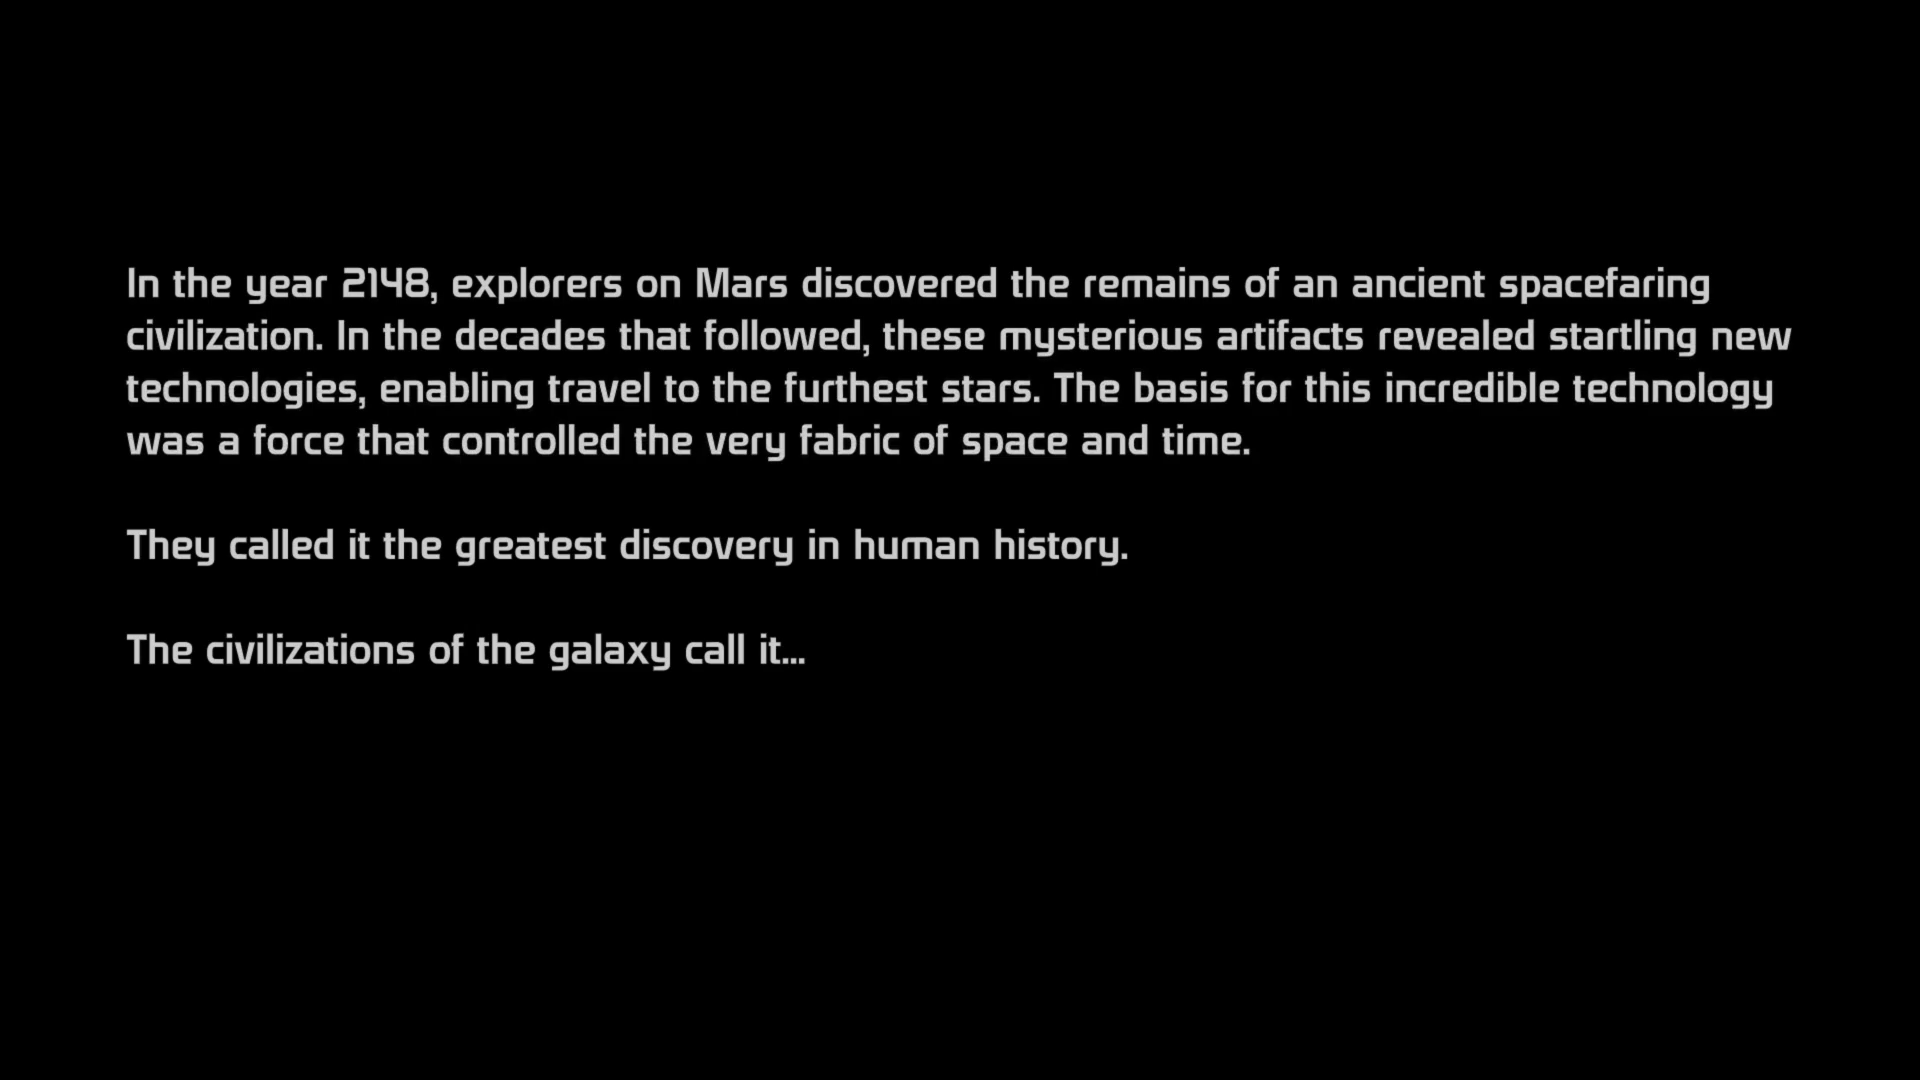 In the year 2148, explorers on Mars discovered the remains of an ancient spacefaring
civilization. In the decades that followed, these mysterious artifacts revealed startling new
technologies, enabling travel to the furthest stars. The basis for this incredible technology
was a force that controlled the very fabric of space and time.
They called it the greatest discovery in human history.
The civilizations of the galaxy call it...